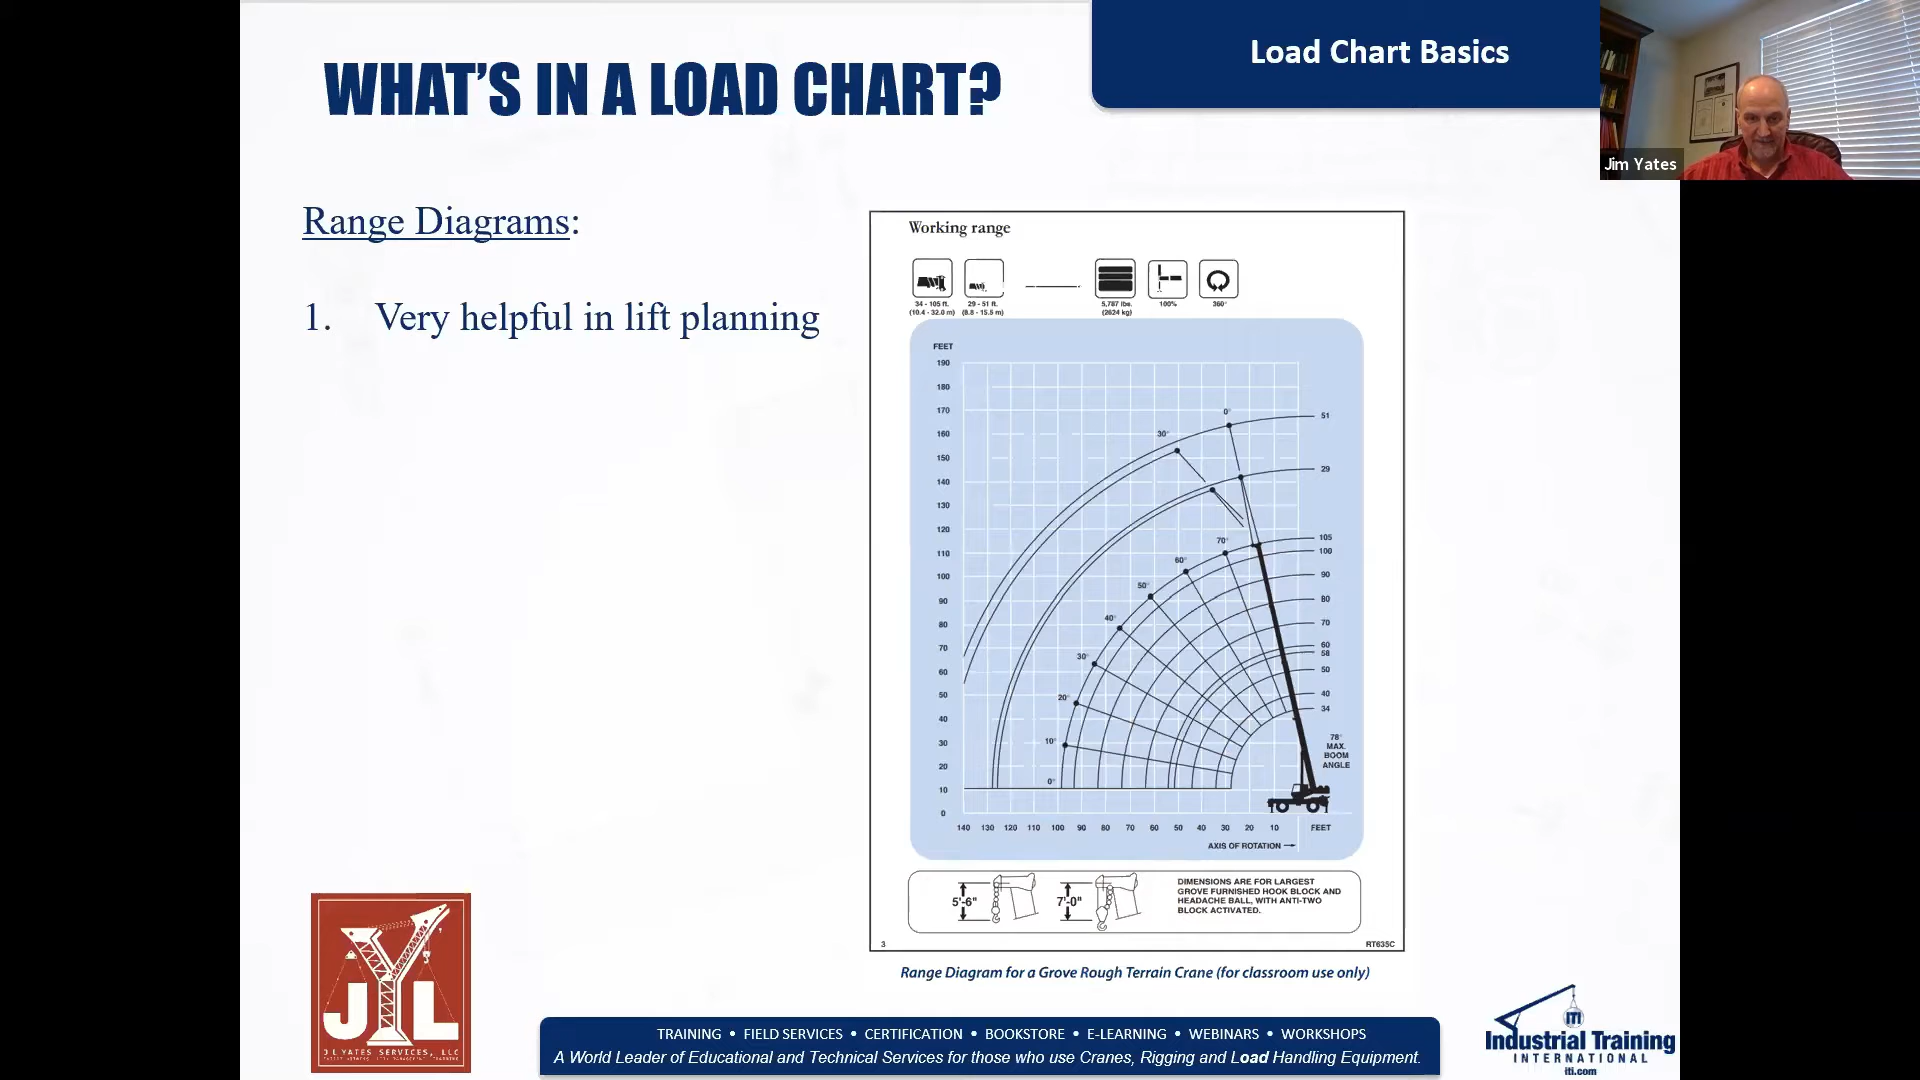 WHAT'S IN A LOAD CHART?
Load Chart Basics
Jim Yates
Range Diagrams:
1. Very helpful in lift planning
Working range
34 - 105 ft. 29 - 51 ft. 5,787 lbs. 100% 360°
(10.4 - 32.0 m) (8.8 - 15.5 m) (2624 kg)
FEET
190
180
170
160
150
140
130
120
110
100
90
80
70
60
50
40
30
20
10
0
0°
30°
70°
60°
50°
40°
30°
20°
10°
0°
51
29
105
100
90
80
70
60
58
50
40
34
78°
MAX.
BOOM
ANGLE
140 130 120 110 100 90 80 70 60 50 40 30 20 10 FEET
AXIS OF ROTATION
5'-6" 7'-0"
DIMENSIONS ARE FOR LARGEST
GROVE FURNISHED HOOK BLOCK AND
HEADACHE BALL, WITH ANTI-TWO
BLOCK ACTIVATED.
3 RT635C
Range Diagram for a Grove Rough Terrain Crane (for classroom use only)
JYL
J L YATES SERVICES, LLC
TRAINING • FIELD SERVICES • CERTIFICATION • BOOKSTORE • E-LEARNING • WEBINARS • WORKSHOPS
A World Leader of Educational and Technical Services for those who use Cranes, Rigging and Load Handling Equipment.
ITI
Industrial Training
INTERNATIONAL
iti.com